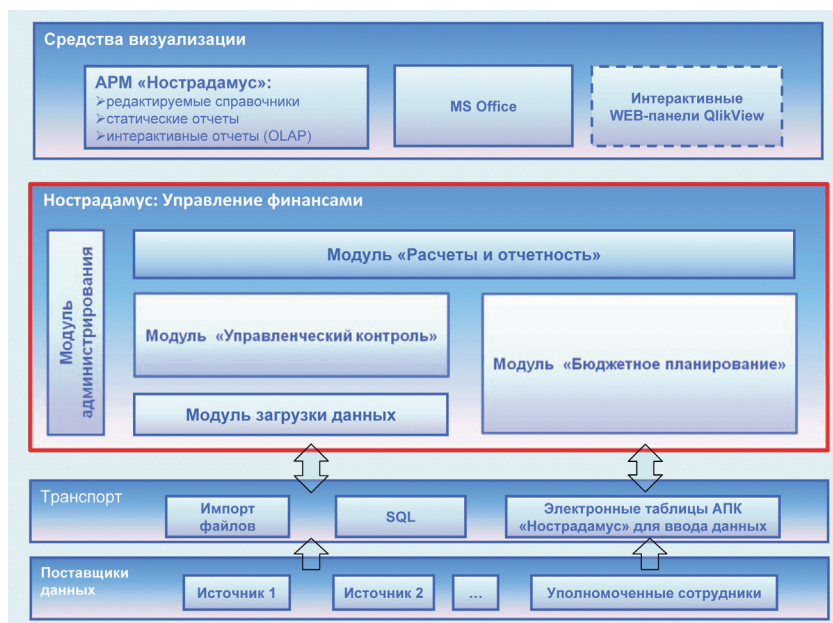 Средства визуализации
АРМ «Нострадамус»:
➢редактируемые справочники
➢статические отчеты
➢интерактивные отчеты (OLAP)
MS Office
Интерактивные
WEB-панели QlikView
Нострадамус: Управление финансами
Модуль
администрирования
Модуль «Расчеты и отчетность»
Модуль «Управленческий контроль»
Модуль «Бюджетное планирование»
Модуль загрузки данных
Транспорт
Импорт
файлов
SQL
Электронные таблицы АПК
«Нострадамус» для ввода данных
Поставщики
данных
Источник 1
Источник 2
...
Уполномоченные сотрудники